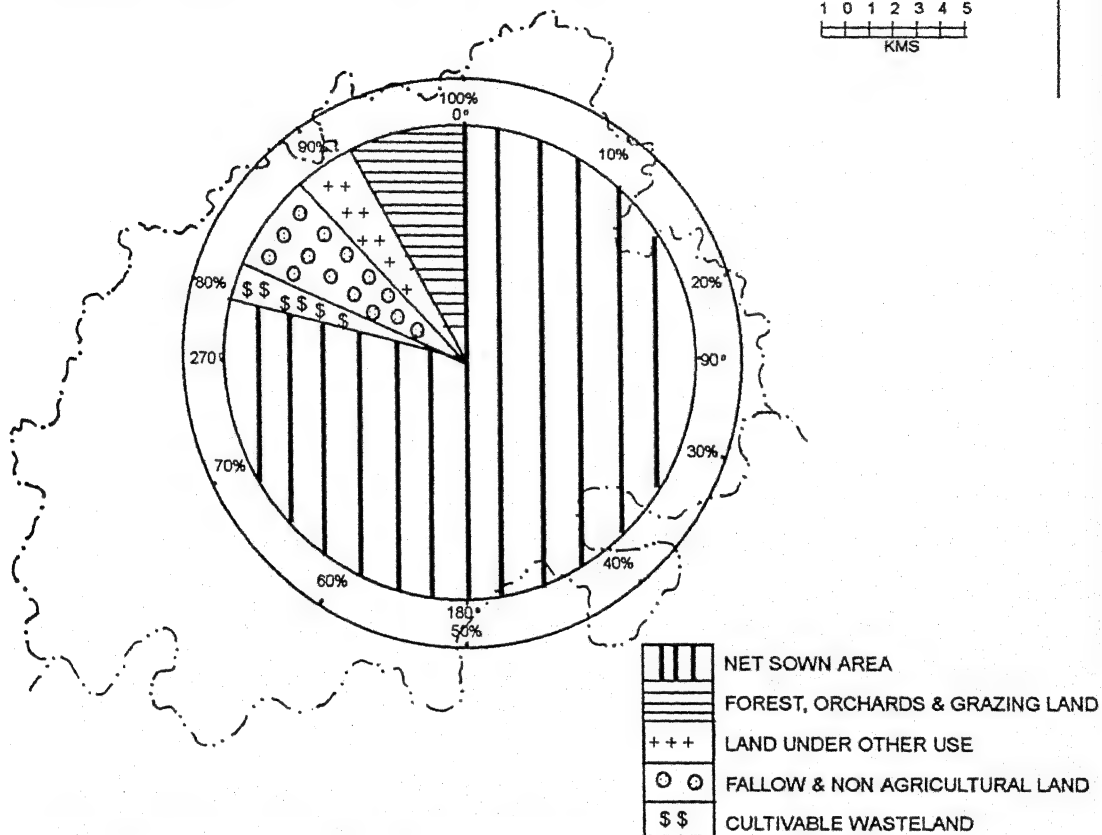 1 0 1 2 3 4 5
KMS
100%
0°
90%
10%
80%
20%
270°
90°
70%
30%
60%
40%
180°
50%
NET SOWN AREA
FOREST, ORCHARDS & GRAZING LAND
+++ LAND UNDER OTHER USE
FALLOW & NON AGRICULTURAL LAND
$$ CULTIVABLE WASTELAND